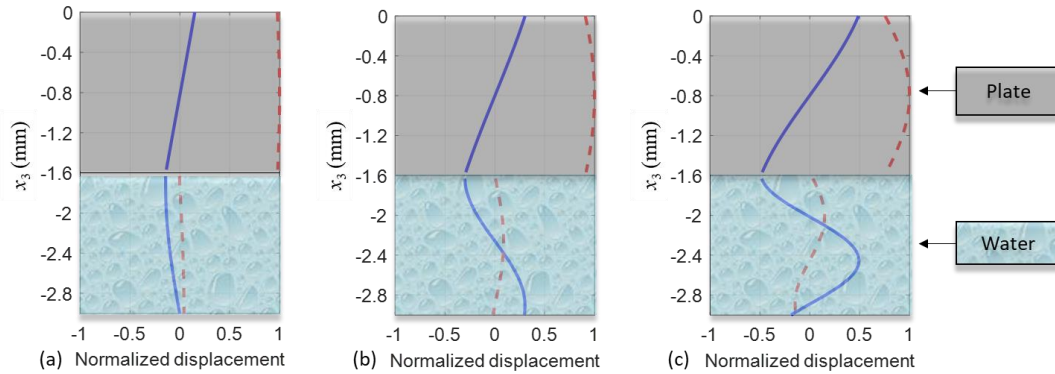 0
-0.4
-0.8
-1.2
-1.6
-2
-2.4
-2.8
x₃ (mm)
-1 -0.5 0 0.5 1
(a) Normalized displacement
0
-0.4
-0.8
-1.2
-1.6
-2
-2.4
-2.8
x₃ (mm)
-1 -0.5 0 0.5 1
(b) Normalized displacement
0
-0.4
-0.8
-1.2
-1.6
-2
-2.4
-2.8
x₃ (mm)
-1 -0.5 0 0.5 1
(c) Normalized displacement
Plate
Water